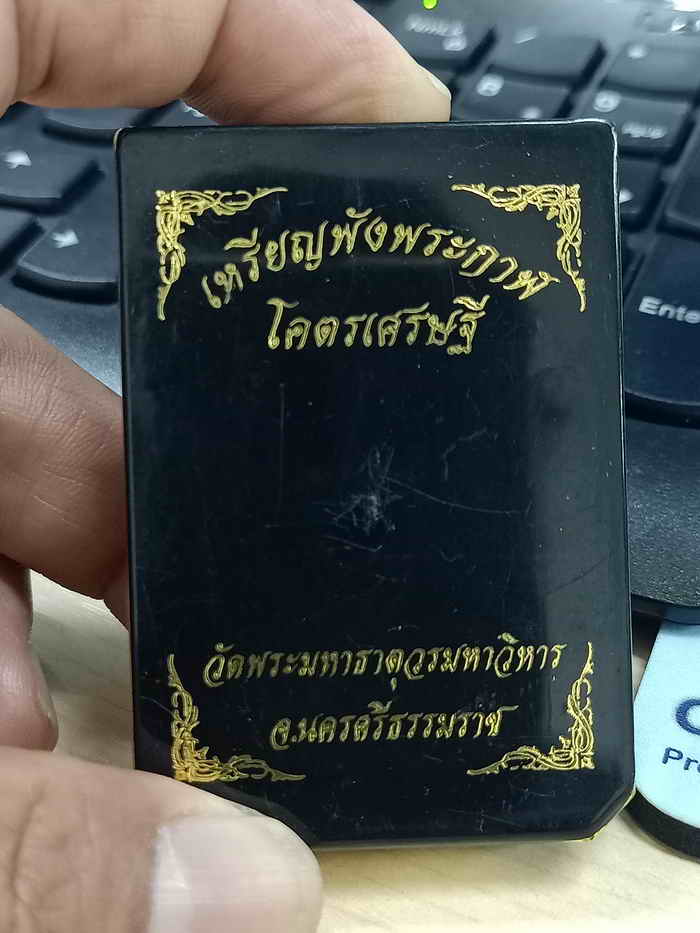 เหรียญพังพระกาฬ
โคตรเศรษฐี
วัดพระมหาธาตุวรมหาวิหาร
จ.นครศรีธรรมราช
Enter